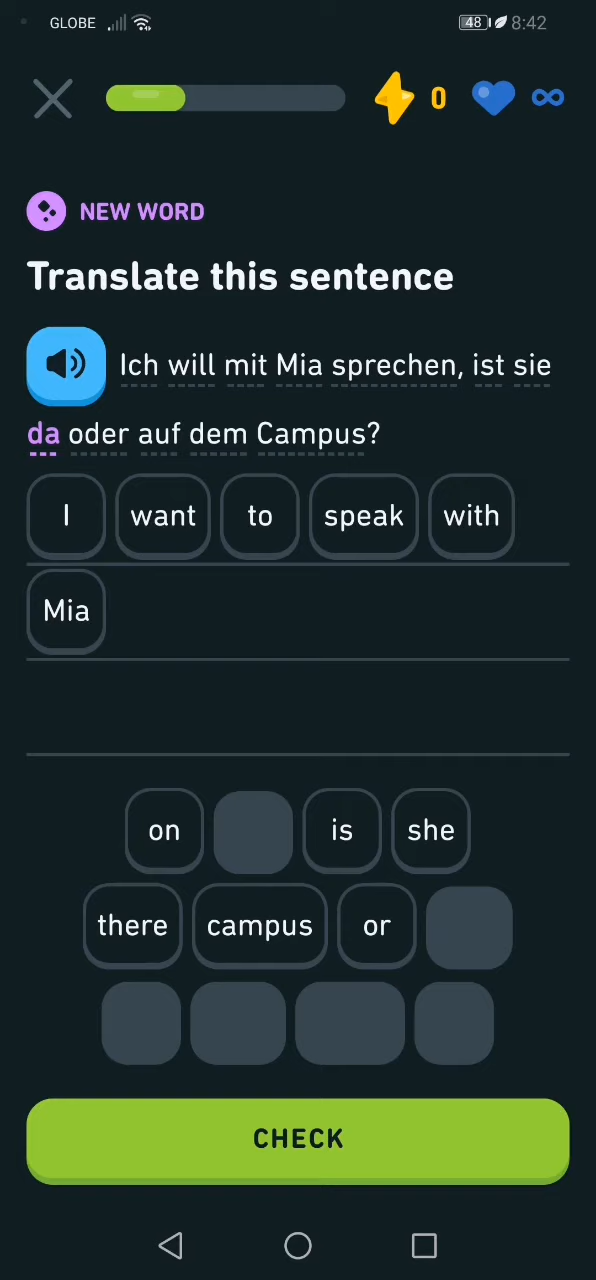 GLOBE 48 8:42
0 ∞
NEW WORD
Translate this sentence
Ich will mit Mia sprechen, ist sie
da oder auf dem Campus?
I want to speak with
Mia
on is she
there campus or
CHECK